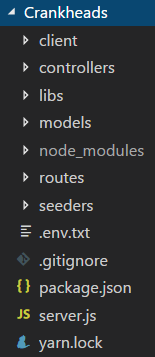 Crankheads
client
controllers
libs
models
node_modules
routes
seeders
.env.txt
.gitignore
package.json
server.js
yarn.lock